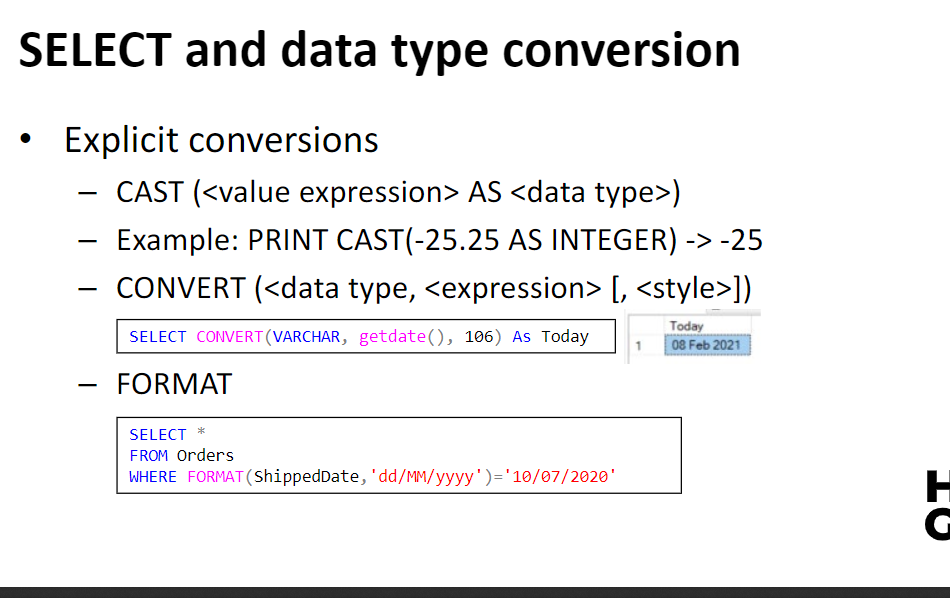 SELECT and data type conversion
• Explicit conversions
– CAST (<value expression> AS <data type>)
– Example: PRINT CAST(-25.25 AS INTEGER) -> -25
– CONVERT (<data type, <expression> [, <style>])
SELECT CONVERT(VARCHAR, getdate(), 106) As Today
Today
1 08 Feb 2021
– FORMAT
SELECT *
FROM Orders
WHERE FORMAT(ShippedDate,'dd/MM/yyyy')='10/07/2020'